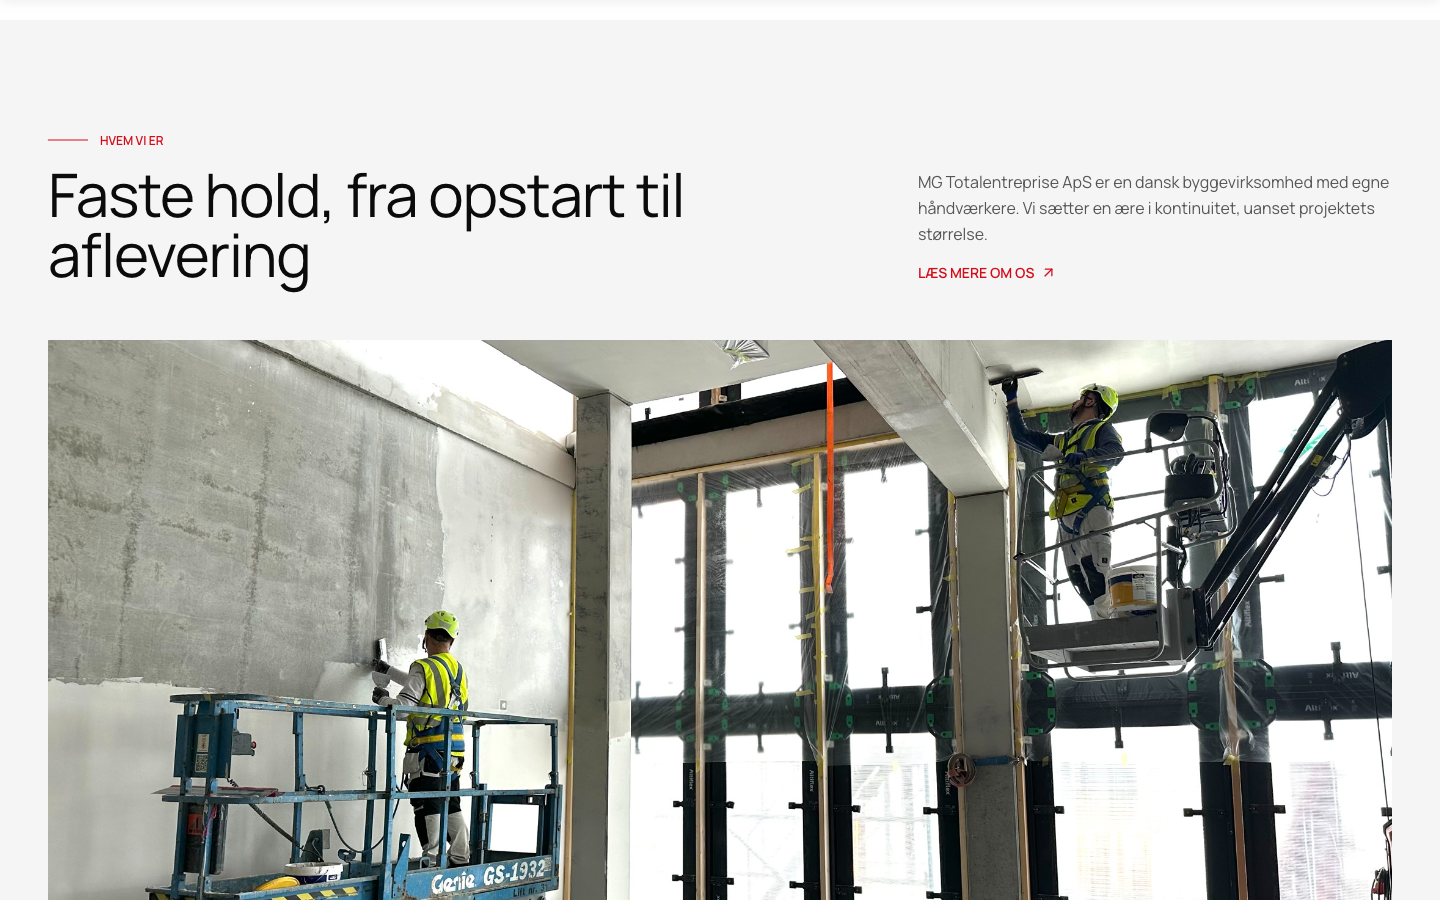 HVEM VI ER
Faste hold, fra opstart til
aflevering
MG Totalentreprise ApS er en dansk byggevirksomhed med egne
håndværkere. Vi sætter en ære i kontinuitet, uanset projektets
størrelse.
LÆS MERE OM OS
Genie GS-1932